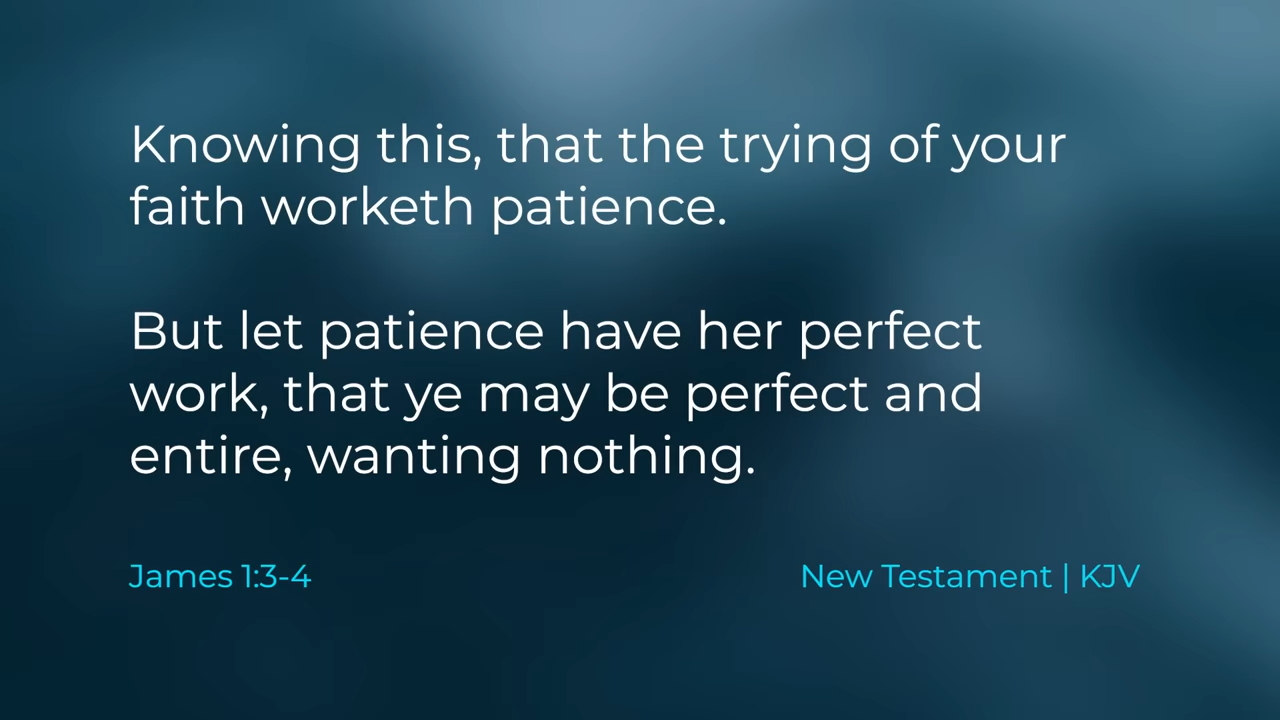 Knowing this, that the trying of your
faith worketh patience.
But let patience have her perfect
work, that ye may be perfect and
entire, wanting nothing.
James 1:3-4
New Testament | KJV